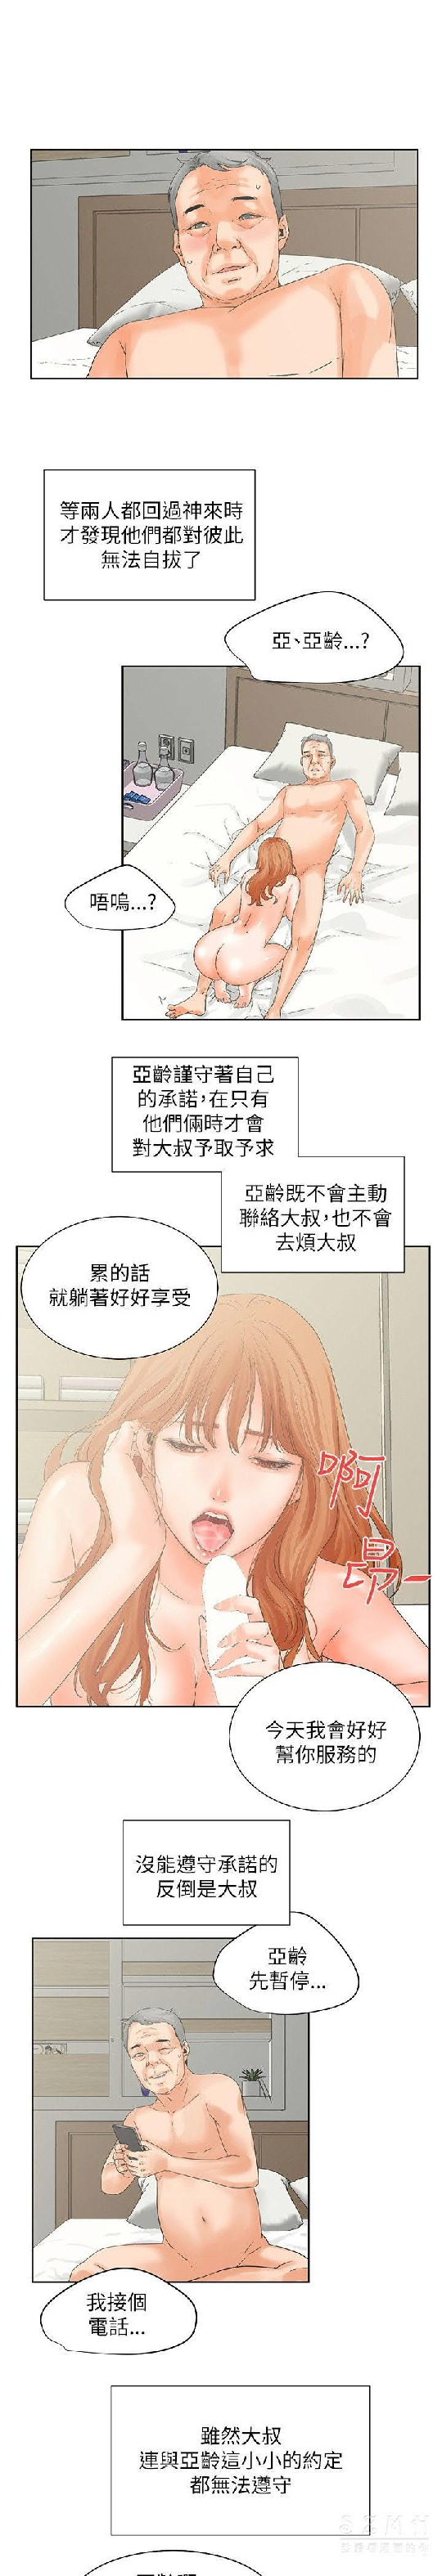 等兩人都回過神來時
才發現他們都對彼此
無法自拔了
亞、亞齡...?
唔嗚...?
亞齡謹守著自己
的承諾,在只有
他們倆時才會
對大叔予取予求
亞齡既不會主動
聯絡大叔,也不會
去煩大叔
累的話
就躺著好好享受
啊
昂一
今天我會好好
幫你服務的
沒能遵守承諾的
反倒是大叔
亞齡
先暫停...
我接個
電話...
雖然大叔
連與亞齡這小小的約定
都無法遵守